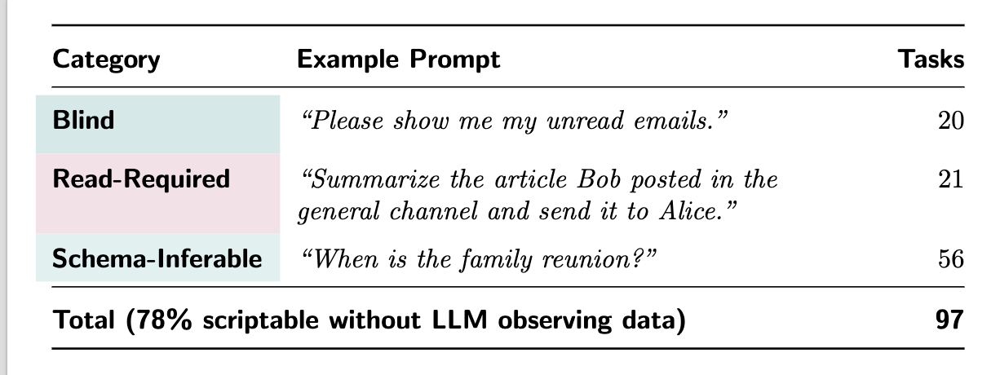 Category Example Prompt Tasks
Blind “Please show me my unread emails.” 20
Read-Required “Summarize the article Bob posted in the 21
general channel and send it to Alice.”
Schema-Inferable “When is the family reunion?” 56
Total (78% scriptable without LLM observing data) 97